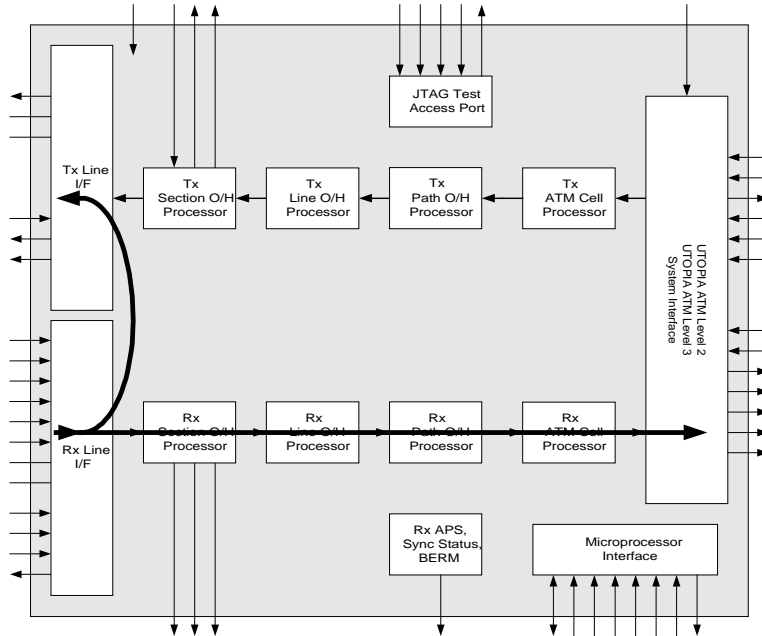 JTAG Test
Access Port
Tx Line
I/F
Tx
Section O/H
Processor
Tx
Line O/H
Processor
Tx
Path O/H
Processor
Tx
ATM Cell
Processor
UTOPIA ATM Level 2
UTOPIA ATM Level 3
System Interface
Rx Line
I/F
Rx
Section O/H
Processor
Rx
Line O/H
Processor
Rx
Path O/H
Processor
Rx
ATM Cell
Processor
Rx APS,
Sync Status,
BERM
Microprocessor
Interface